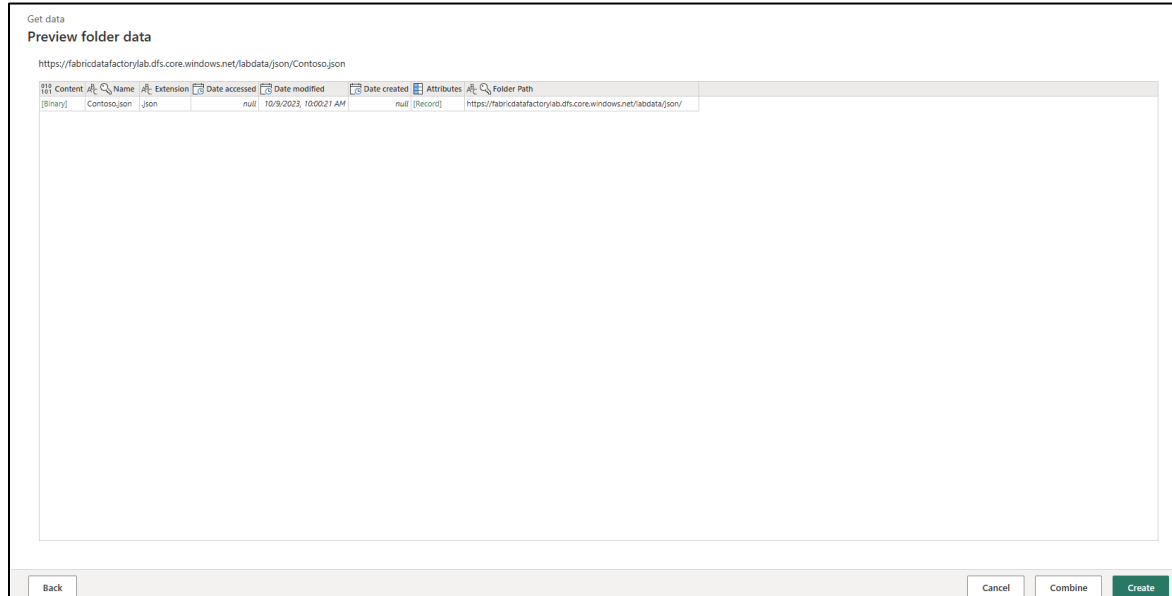 Get data
Preview folder data
https://fabricdatafactorylab.dfs.core.windows.net/labdata/json/Contoso.json
Content Name Extension Date accessed Date modified Date created Attributes Folder Path
[Binary] Contoso.json .json null 10/9/2023, 10:00:21 AM null [Record] https://fabricdatafactorylab.dfs.core.windows.net/labdata/json/
Back Cancel Combine Create